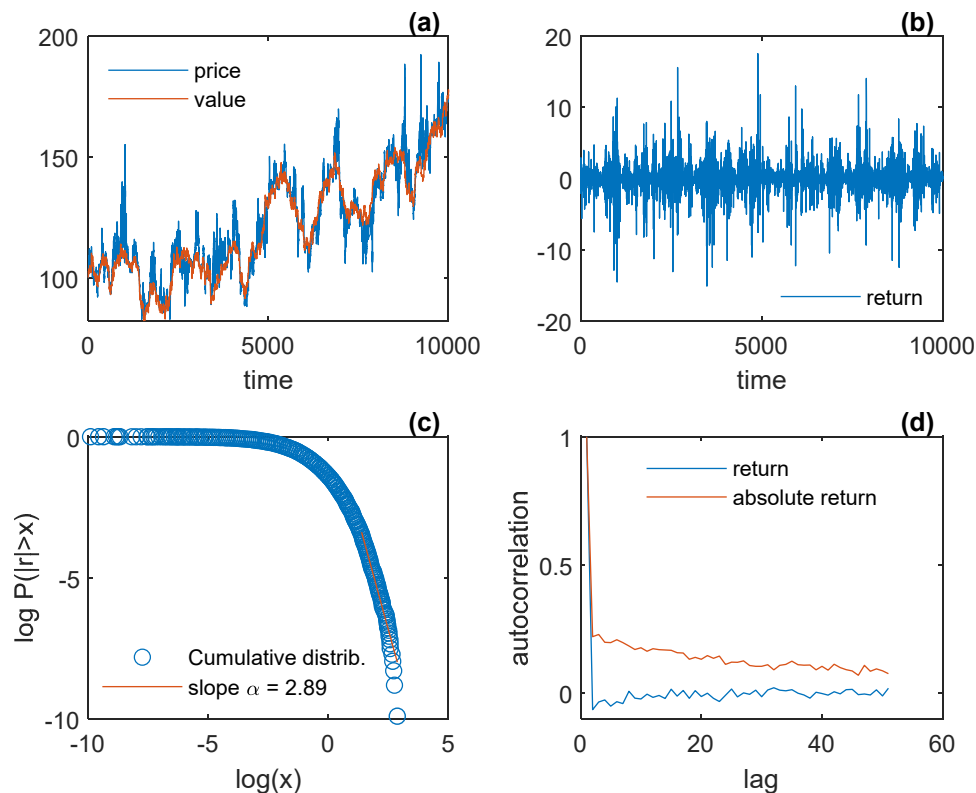 (a)
200
150
100
price
value
0
5000
10000
time
(b)
20
10
0
-10
-20
return
0
5000
10000
time
(c)
0
-5
-10
log P(|r|>x)
Cumulative distrib.
slope α = 2.89
-10
-5
0
5
log(x)
(d)
1
0.5
0
autocorrelation
return
absolute return
0
20
40
60
lag